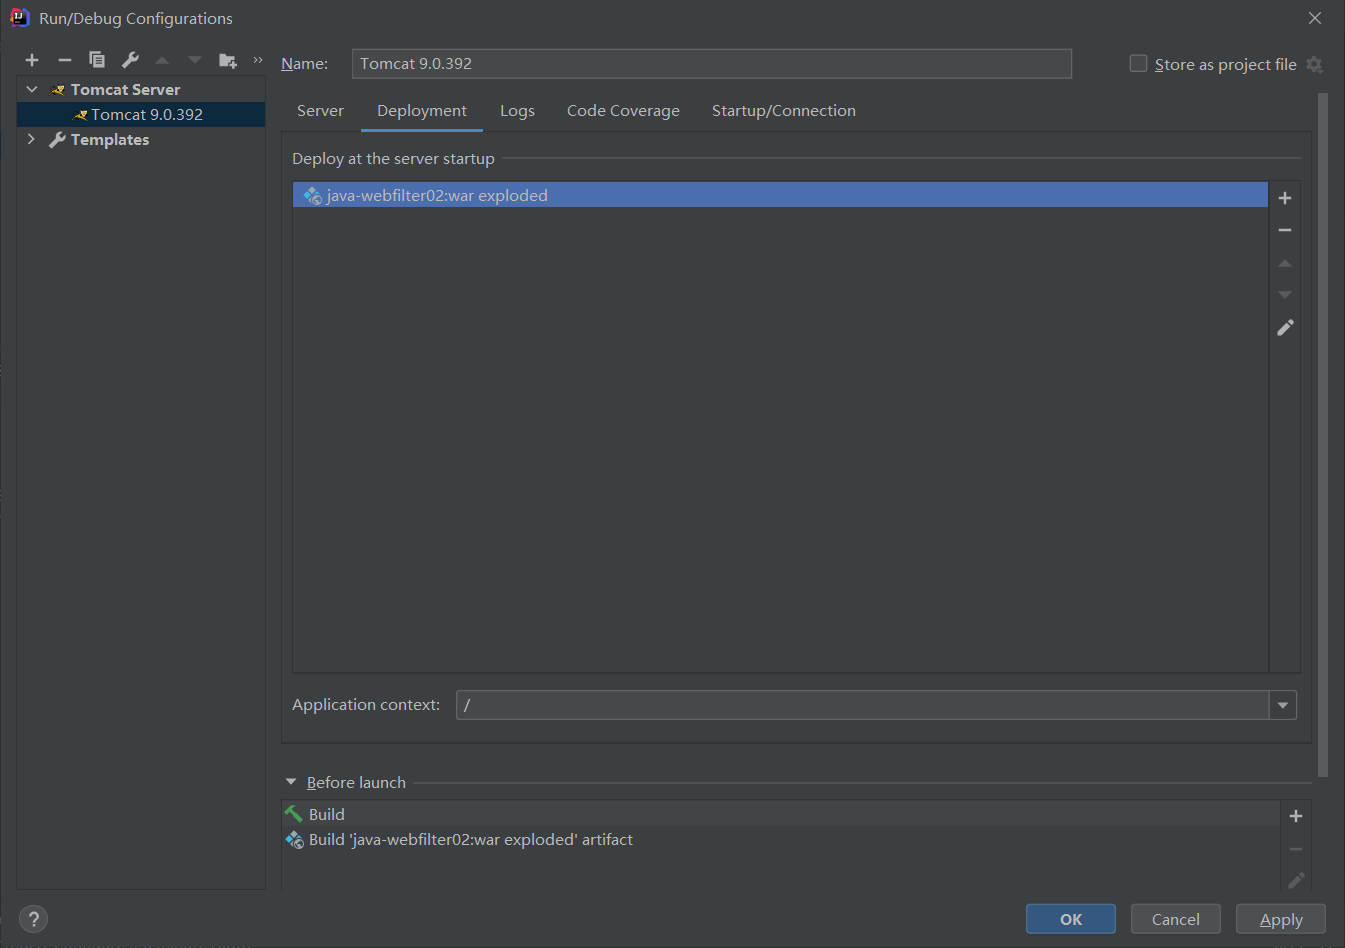 Run/Debug Configurations
Name: Tomcat 9.0.392
Store as project file
Tomcat Server
Tomcat 9.0.392
Templates
Server Deployment Logs Code Coverage Startup/Connection
Deploy at the server startup
java-webfilter02:war exploded
Application context: /
Before launch
Build
Build 'java-webfilter02:war exploded' artifact
? OK Cancel Apply